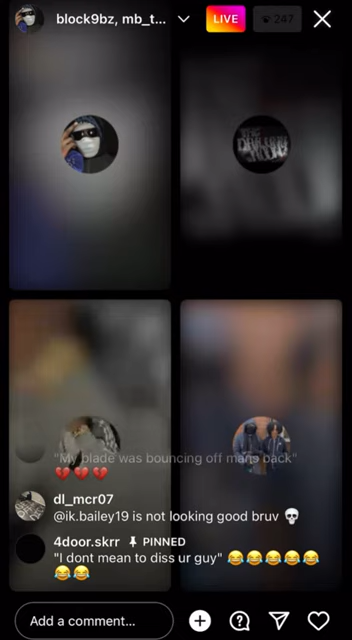 block9bz, mb_t...
LIVE
247
"My blade was bouncing off mans back"
💔💔💔
dl_mcr07
@ik.bailey19 is not looking good bruv 💀
4door.skrr PINNED
"I dont mean to diss ur guy" 😂😂😂😂😂
😂😂
Add a comment...